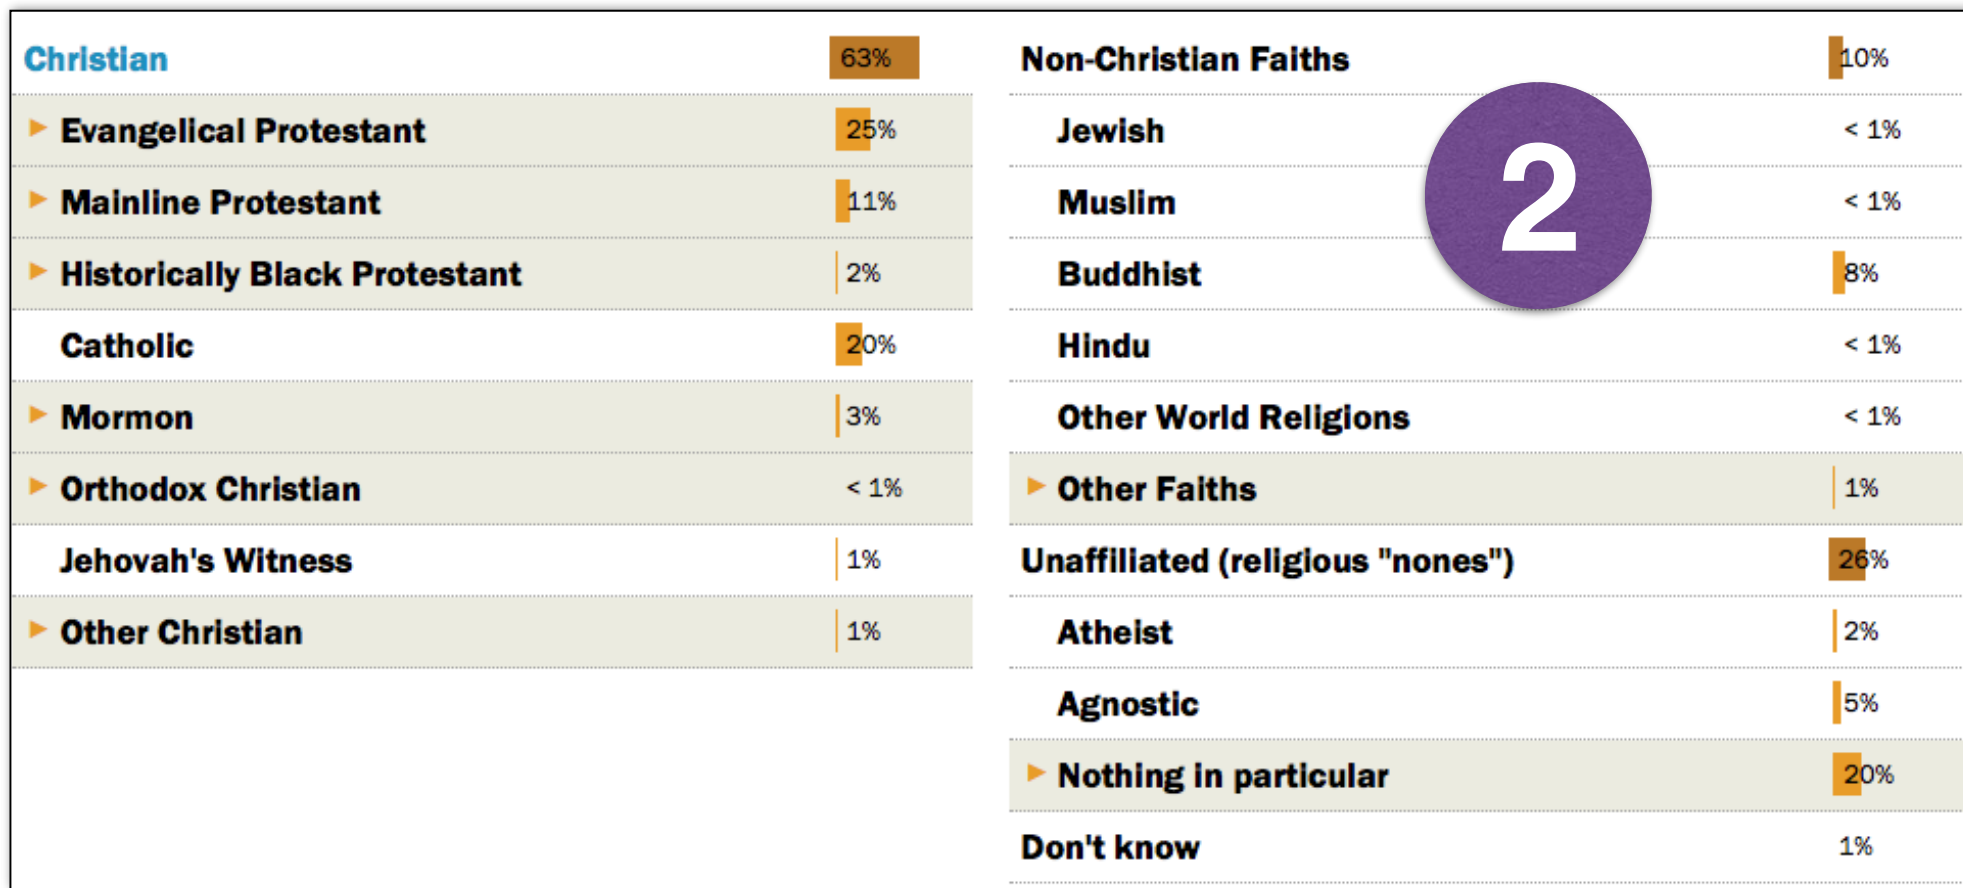 Christian 63%
Evangelical Protestant 25%
Mainline Protestant 11%
Historically Black Protestant 2%
Catholic 20%
Mormon 3%
Orthodox Christian < 1%
Jehovah's Witness 1%
Other Christian 1%
Non-Christian Faiths 10%
Jewish < 1%
Muslim < 1%
Buddhist 8%
Hindu < 1%
Other World Religions < 1%
Other Faiths 1%
Unaffiliated (religious "nones") 26%
Atheist 2%
Agnostic 5%
Nothing in particular 20%
Don't know 1%
2